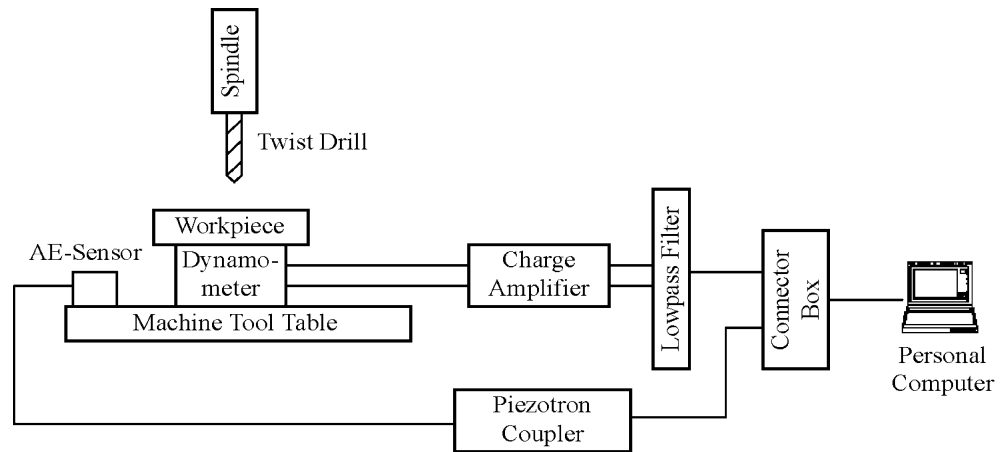 Spindle
Twist Drill
Workpiece
AE-Sensor
Dynamo-
meter
Machine Tool Table
Charge
Amplifier
Lowpass Filter
Connector
Box
Personal
Computer
Piezotron
Coupler